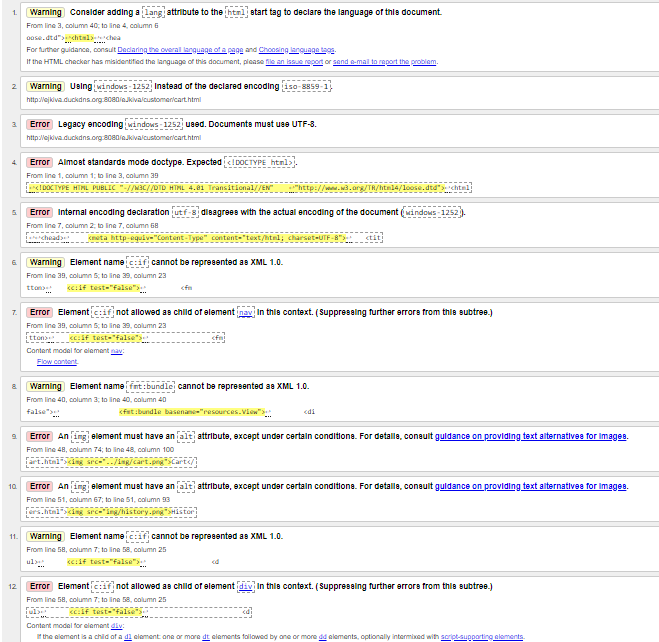 1. Warning Consider adding a lang attribute to the html start tag to declare the language of this document.
From line 3, column 40; to line 4, column 6
oose.dtd">↩<html>↩↩<hea
For further guidance, consult Declaring the overall language of a page and Choosing language tags.
If the HTML checker has misidentified the language of this document, please file an issue report or send e-mail to report the problem.
2. Warning Using windows-1252 instead of the declared encoding iso-8859-1.
http://ejkiva.duckdns.org:8080/eJkiva/customer/cart.html
3. Error Legacy encoding windows-1252 used. Documents must use UTF-8.
http://ejkiva.duckdns.org:8080/eJkiva/customer/cart.html
4. Error Almost standards mode doctype. Expected <!DOCTYPE html>.
From line 1, column 1; to line 3, column 39
↩<!DOCTYPE HTML PUBLIC "-//W3C//DTD HTML 4.01 Transitional//EN" ↩"http://www.w3.org/TR/html4/loose.dtd">↩<html
5. Error Internal encoding declaration utf-8 disagrees with the actual encoding of the document (windows-1252).
From line 7, column 2; to line 7, column 68
↩<head>↩ <meta http-equiv="Content-Type" content="text/html; charset=UTF-8">↩ <tit
6. Warning Element name c:if cannot be represented as XML 1.0.
From line 39, column 5; to line 39, column 23
tton>↩ <c:if test="false">↩ <fm
7. Error Element c:if not allowed as child of element nav in this context. (Suppressing further errors from this subtree.)
From line 39, column 5; to line 39, column 23
tton>↩ <c:if test="false">↩ <fm
Content model for element nav:
Flow content.
8. Warning Element name fmt:bundle cannot be represented as XML 1.0.
From line 40, column 3; to line 40, column 40
false">↩ <fmt:bundle basename="resources.View">↩ <di
9. Error An img element must have an alt attribute, except under certain conditions. For details, consult guidance on providing text alternatives for images.
From line 48, column 74; to line 48, column 100
art.html"><img src="../img/cart.png">Cart</
10. Error An img element must have an alt attribute, except under certain conditions. For details, consult guidance on providing text alternatives for images.
From line 51, column 67; to line 51, column 93
ers.html"><img src="img/history.png">Histor
11. Warning Element name c:if cannot be represented as XML 1.0.
From line 58, column 7; to line 58, column 25
ul>↩ <c:if test="false">↩ <d
12. Error Element c:if not allowed as child of element div in this context. (Suppressing further errors from this subtree.)
From line 58, column 7; to line 58, column 25
ul>↩ <c:if test="false">↩ <d
Content model for element div:
If the element is a child of a dl element: one or more dt elements followed by one or more dd elements, optionally intermixed with script-supporting elements.